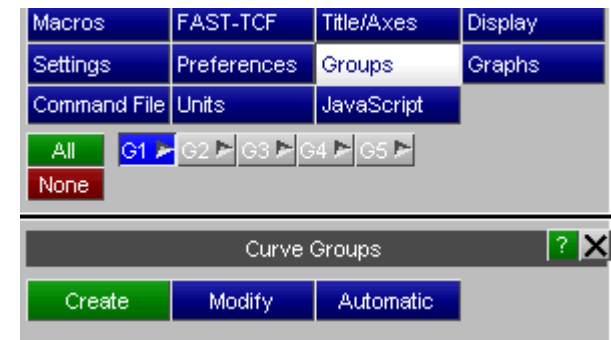 Macros FAST-TCF Title/Axes Display
Settings Preferences Groups Graphs
Command File Units JavaScript
All G1 G2 G3 G4 G5
None
Curve Groups ? X
Create Modify Automatic